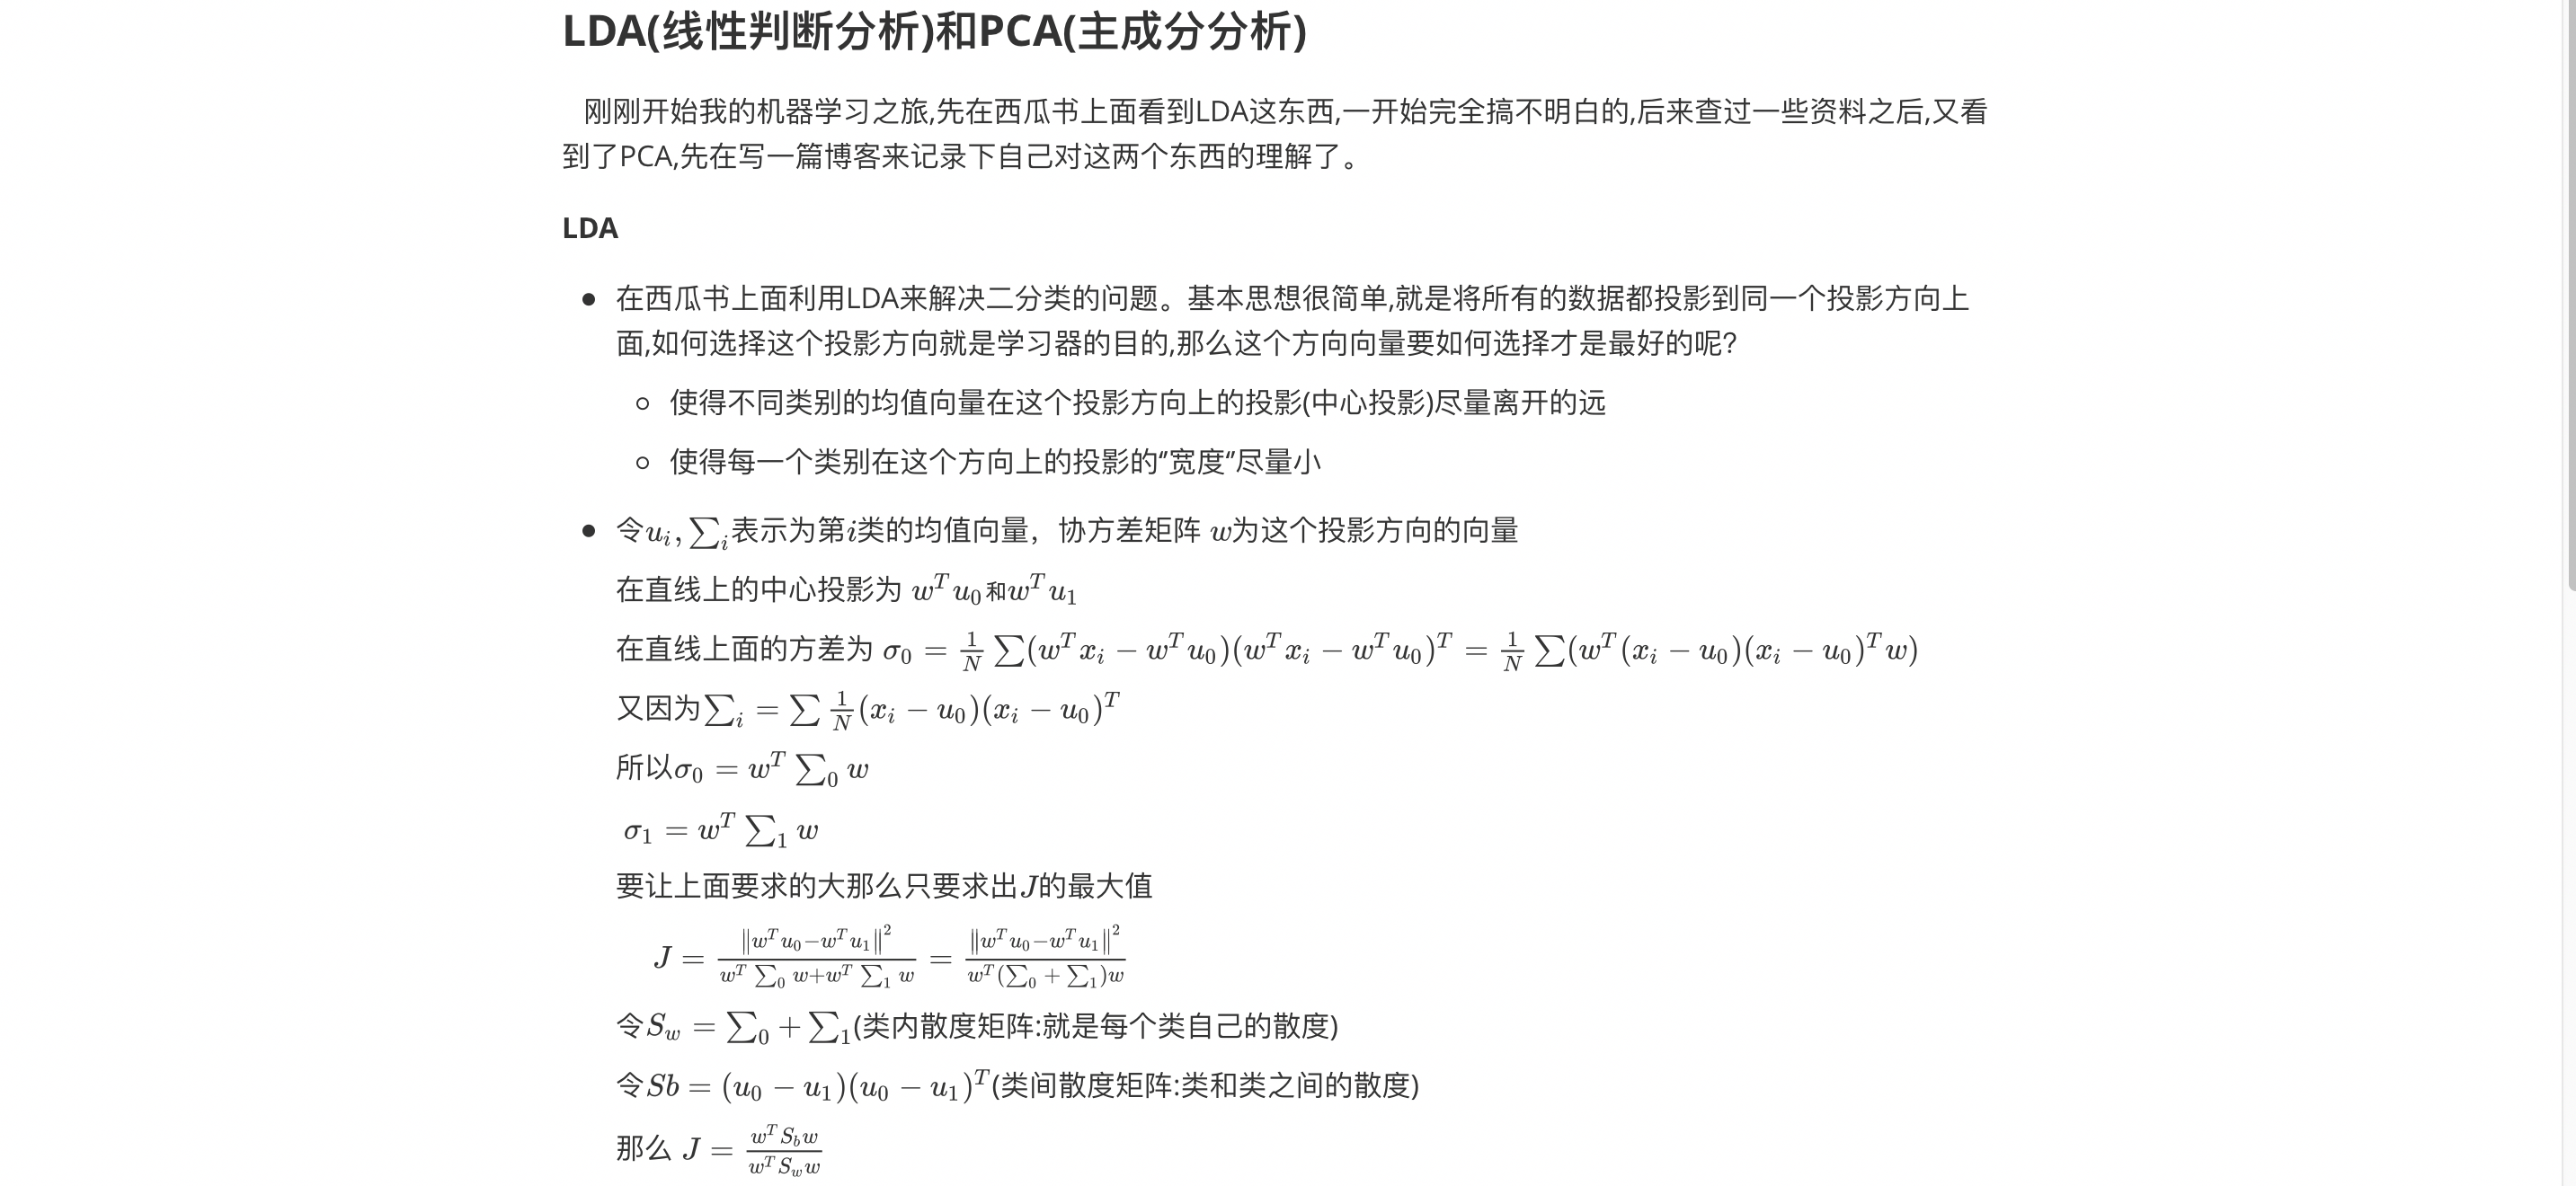 LDA(线性判断分析)和PCA(主成分分析)
刚刚开始我的机器学习之旅,先在西瓜书上面看到LDA这东西,一开始完全搞不明白的,后来查过一些资料之后,又看
到了PCA,先在写一篇博客来记录下自己对这两个东西的理解了。
LDA
在西瓜书上面利用LDA来解决二分类的问题。基本思想很简单,就是将所有的数据都投影到同一个投影方向上
面,如何选择这个投影方向就是学习器的目的,那么这个方向向量要如何选择才是最好的呢?
使得不同类别的均值向量在这个投影方向上的投影(中心投影)尽量离开的远
使得每一个类别在这个方向上的投影的“宽度“尽量小
令$u_i, \sum_i$表示为第$i$类的均值向量，协方差矩阵 $w$为这个投影方向的向量
在直线上的中心投影为 $w^T u_0$和$w^T u_1$
在直线上面的方差为 $\sigma_0 = \frac{1}{N} \sum (w^T x_i - w^T u_0)(w^T x_i - w^T u_0)^T = \frac{1}{N} \sum (w^T (x_i - u_0)(x_i - u_0)^T w)$
又因为$\sum_i = \sum \frac{1}{N} (x_i - u_0)(x_i - u_0)^T$
所以$\sigma_0 = w^T \sum_0 w$
$\sigma_1 = w^T \sum_1 w$
要让上面要求的大那么只要求出$J$的最大值
$J = \frac{\|w^T u_0 - w^T u_1\|^2}{w^T \sum_0 w + w^T \sum_1 w} = \frac{\|w^T u_0 - w^T u_1\|^2}{w^T (\sum_0 + \sum_1) w}$
令$S_w = \sum_0 + \sum_1$(类内散度矩阵:就是每个类自己的散度)
令$Sb = (u_0 - u_1)(u_0 - u_1)^T$(类间散度矩阵:类和类之间的散度)
那么 $J = \frac{w^T S_b w}{w^T S_w w}$